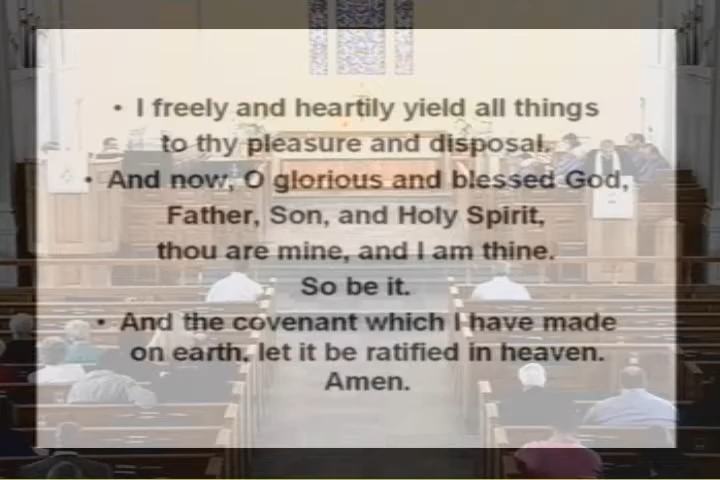 • I freely and heartily yield all things
to thy pleasure and disposal.
• And now, O glorious and blessed God,
Father, Son, and Holy Spirit,
thou are mine, and I am thine.
So be it.
• And the covenant which I have made
on earth, let it be ratified in heaven.
Amen.